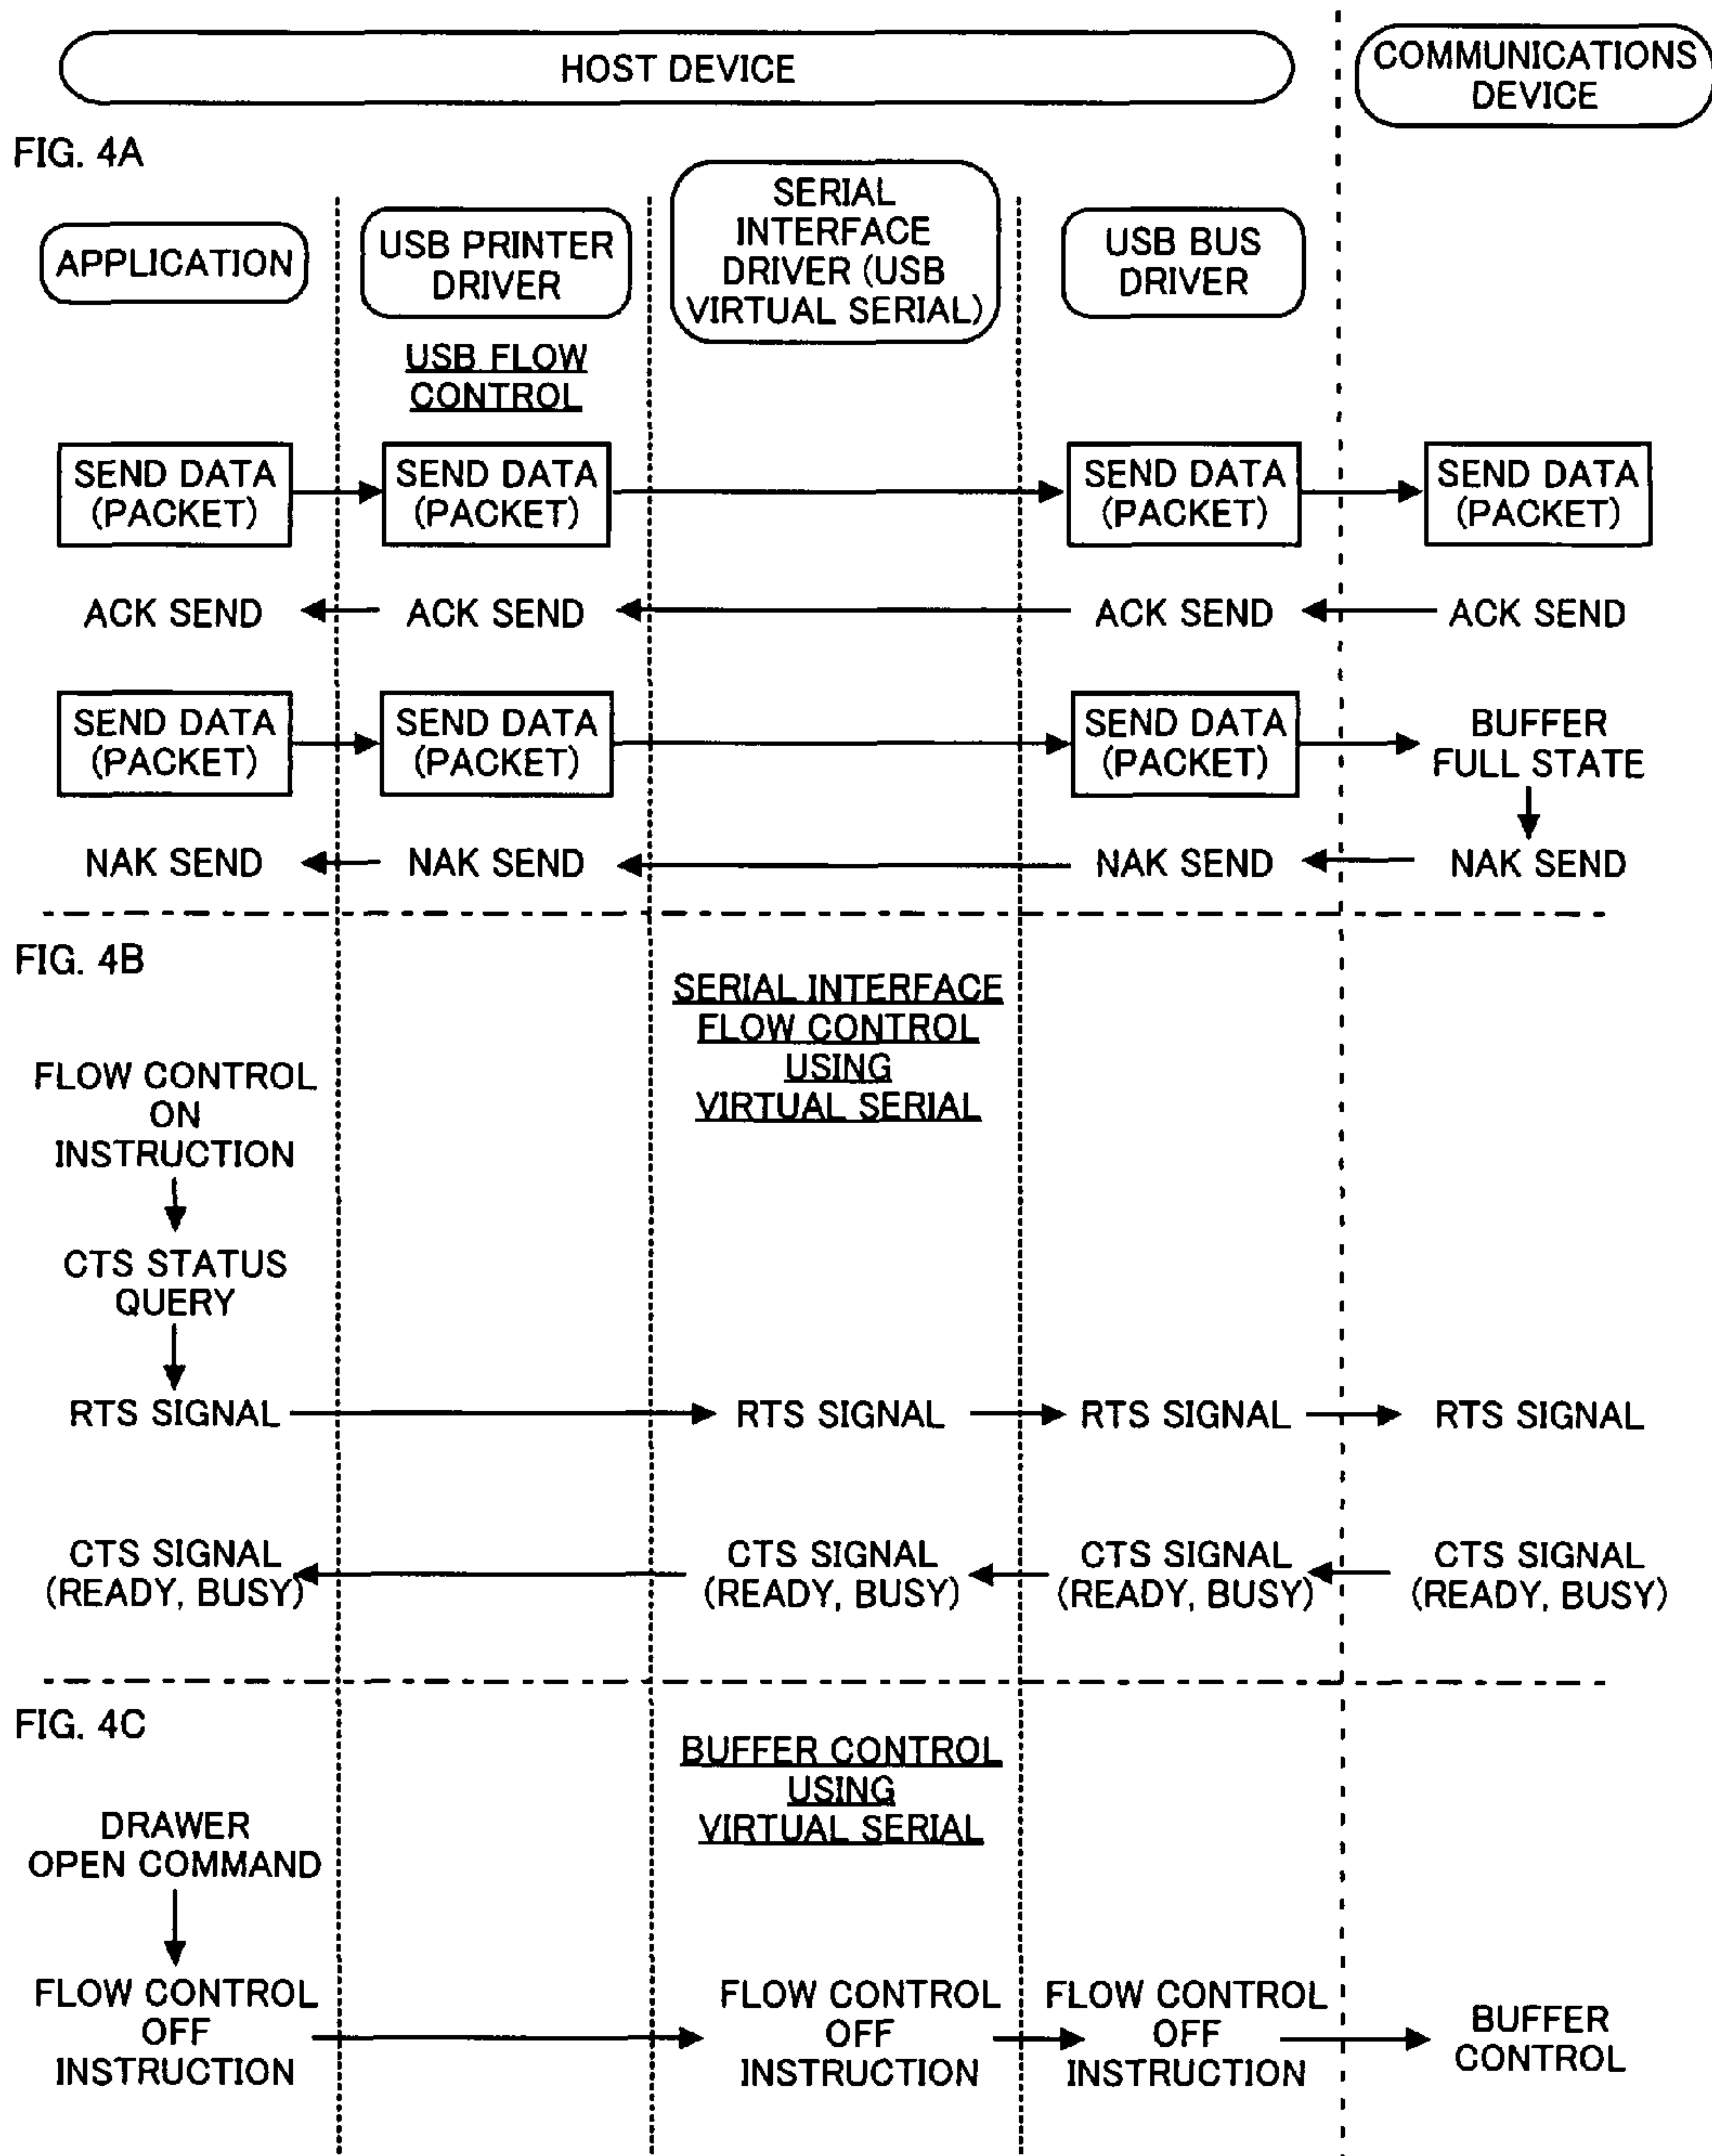 HOST DEVICE
COMMUNICATIONS
DEVICE
FIG. 4A
APPLICATION
USB PRINTER
DRIVER
SERIAL
INTERFACE
DRIVER (USB
VIRTUAL SERIAL)
USB BUS
DRIVER
USB FLOW
CONTROL
SEND DATA
(PACKET)
SEND DATA
(PACKET)
SEND DATA
(PACKET)
SEND DATA
(PACKET)
ACK SEND
ACK SEND
ACK SEND
ACK SEND
SEND DATA
(PACKET)
SEND DATA
(PACKET)
SEND DATA
(PACKET)
BUFFER
FULL STATE
NAK SEND
NAK SEND
NAK SEND
NAK SEND
FIG. 4B
SERIAL INTERFACE
FLOW CONTROL
USING
VIRTUAL SERIAL
FLOW CONTROL
ON
INSTRUCTION
CTS STATUS
QUERY
RTS SIGNAL
RTS SIGNAL
RTS SIGNAL
RTS SIGNAL
CTS SIGNAL
(READY, BUSY)
CTS SIGNAL
(READY, BUSY)
CTS SIGNAL
(READY, BUSY)
CTS SIGNAL
(READY, BUSY)
FIG. 4C
BUFFER CONTROL
USING
VIRTUAL SERIAL
DRAWER
OPEN COMMAND
FLOW CONTROL
OFF
INSTRUCTION
FLOW CONTROL
OFF
INSTRUCTION
FLOW CONTROL
OFF
INSTRUCTION
BUFFER
CONTROL